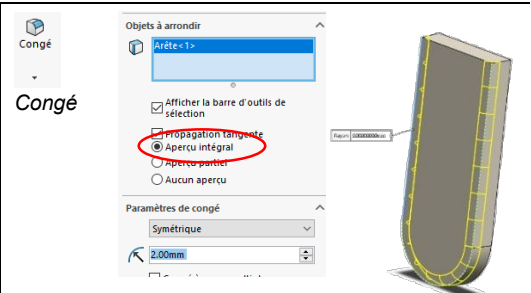 Congé
Congé
Objets à arrondir
Arête<1>
Afficher la barre d'outils de
sélection
Propagation tangente
Aperçu intégral
Aperçu partiel
Aucun aperçu
Paramètres de congé
Symétrique
2.00mm
Rayon: